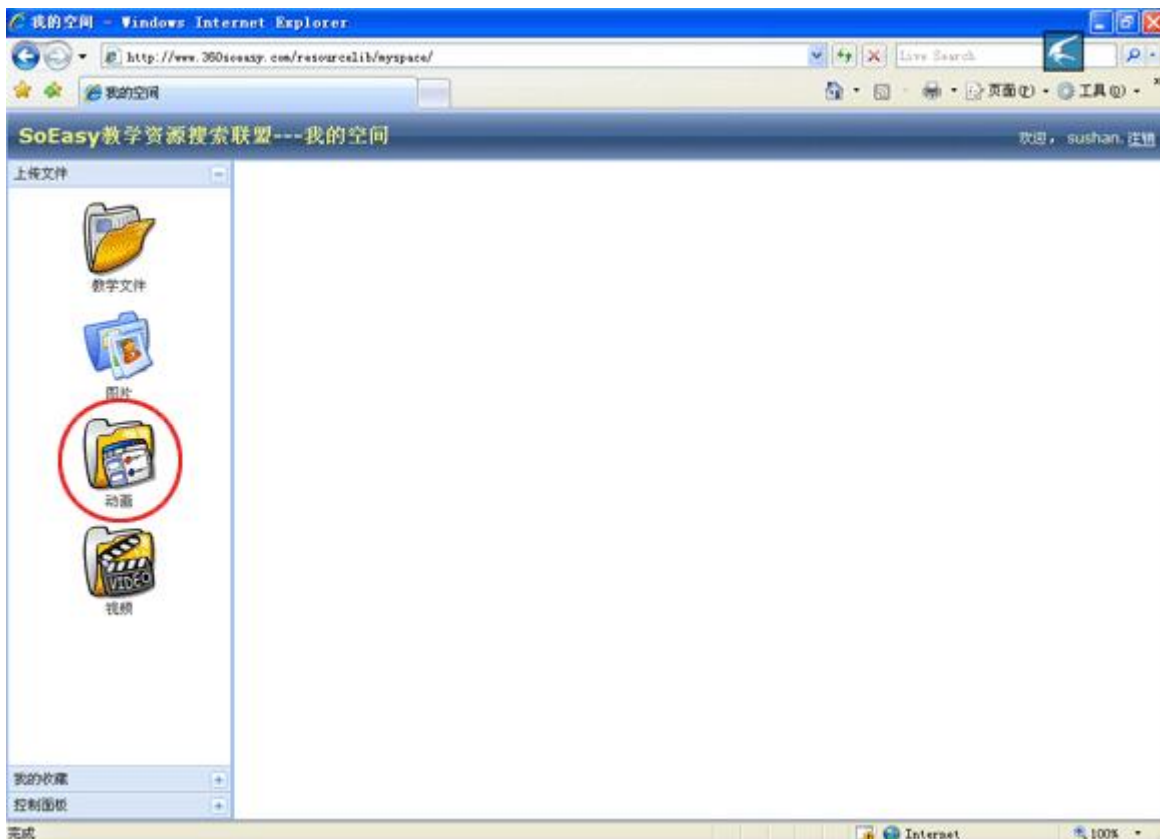 我的空间 - Windows Internet Explorer
http://www.360soeasy.com/resourcelib/myspace/
Live Search
我的空间
页面(P)
工具(O)
SoEasy教学资源搜索联盟---我的空间
欢迎，sushan. 注销
上传文件
教学文件
图片
动画
VIDEO
视频
我的收藏
控制面板
完成
Internet
100%